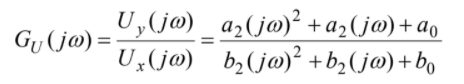 G_U(jω) = U_y(jω) / U_x(jω) = (a_2(jω)^2 + a_2(jω) + a_0) / (b_2(jω)^2 + b_2(jω) + b_0)